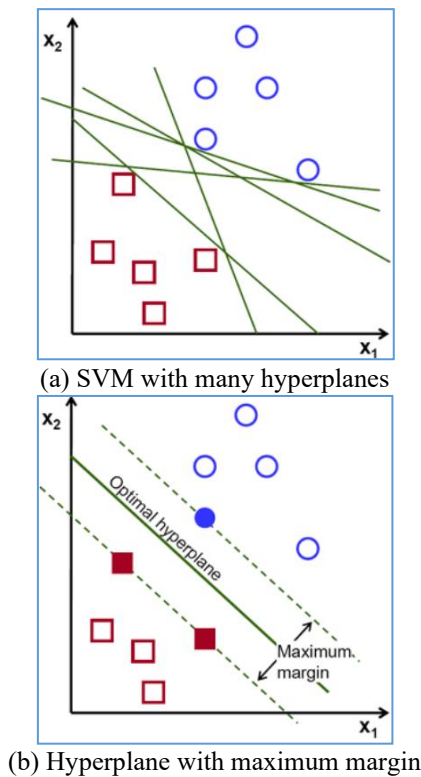 x₂
x₁
(a) SVM with many hyperplanes
x₂
Optimal hyperplane
Maximum
margin
x₁
(b) Hyperplane with maximum margin